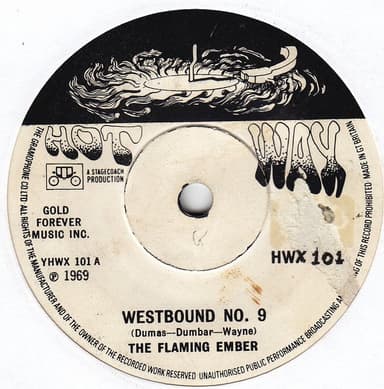 HOT WAX
A STAGECOACH
PRODUCTION
GOLD
FOREVER
MUSIC INC.
YHWX 101 A
℗ 1969
HWX 101
WESTBOUND NO. 9
(Dumas–Dumbar–Wayne)
THE FLAMING EMBER
THE GRAMOPHONE CO. LTD. ALL RIGHTS OF THE MANUFACTURER AND OF THE OWNER OF THE RECORDED WORK RESERVED UNAUTHORISED PUBLIC PERFORMANCE BROADCASTING AND OF THIS RECORD PROHIBITED MADE IN GT BRITAIN